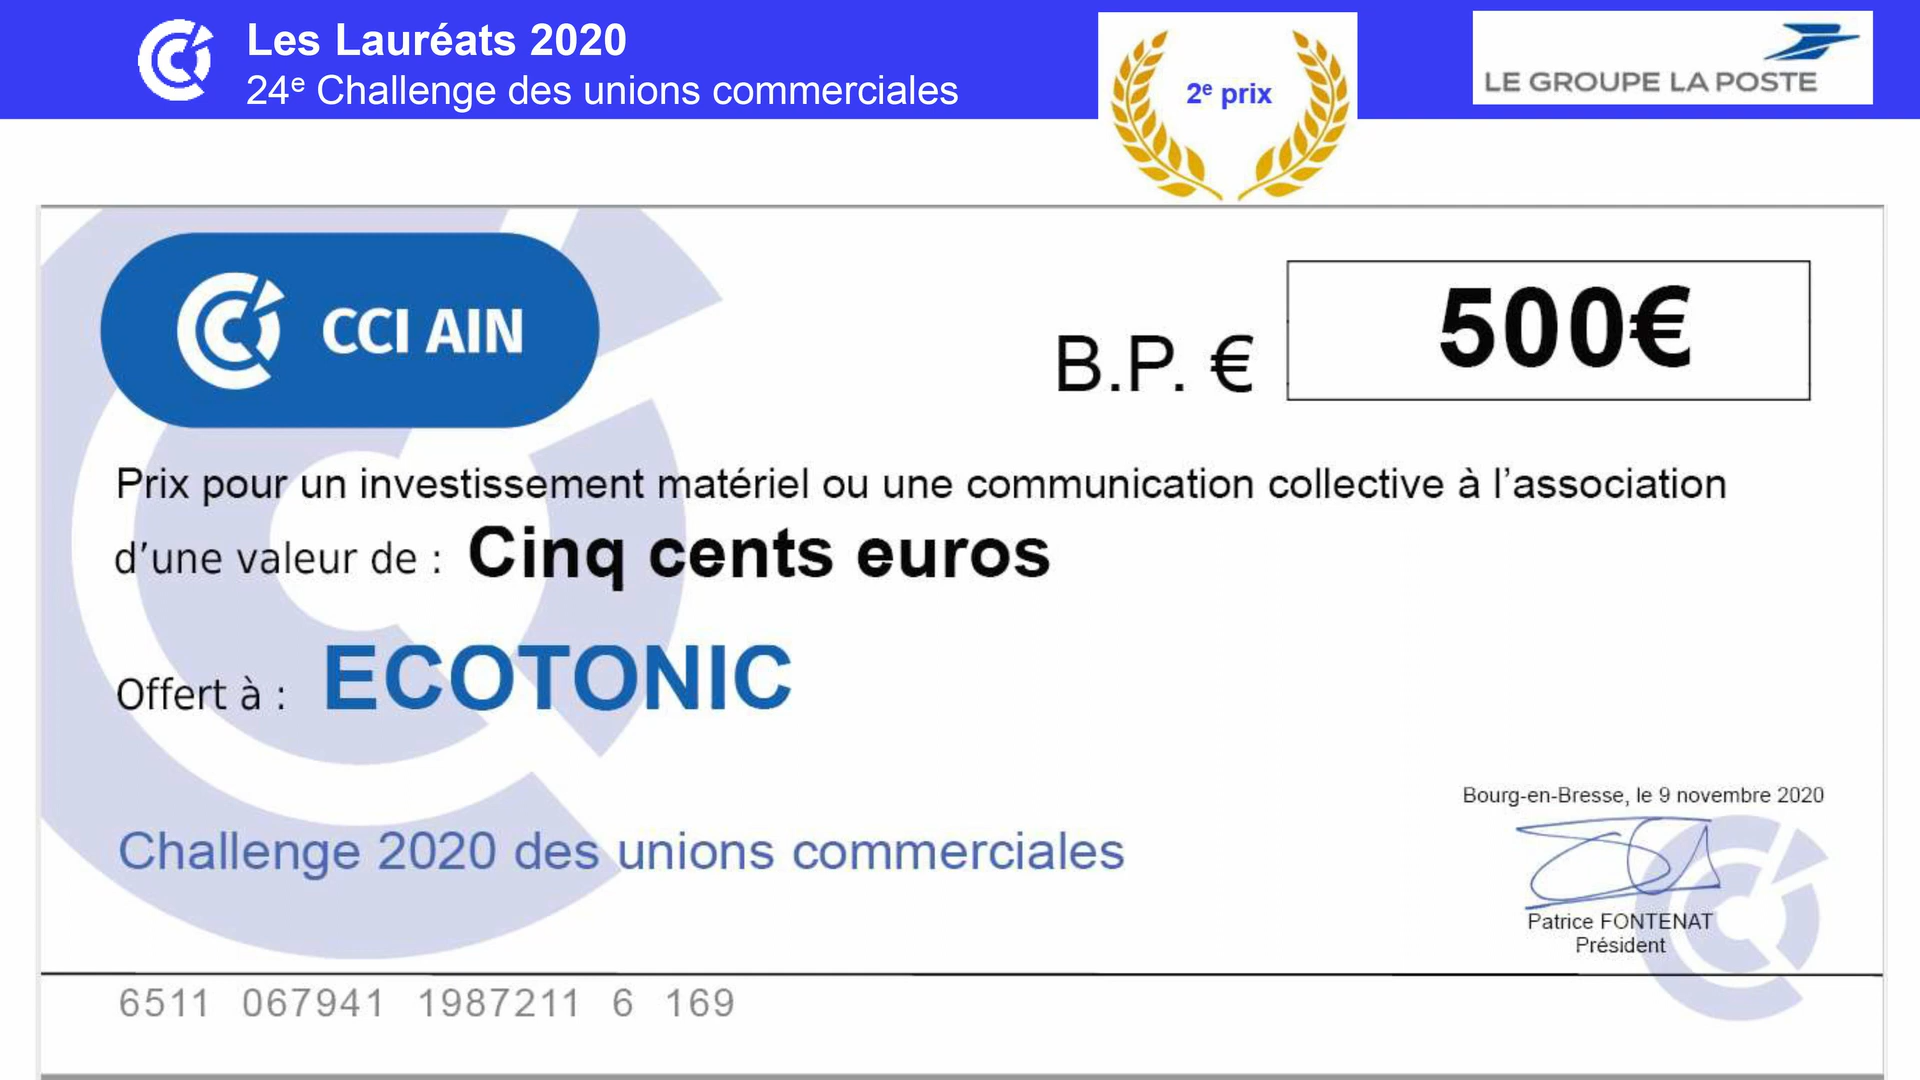 Les Lauréats 2020
24e Challenge des unions commerciales
2e prix
LE GROUPE LA POSTE
CCI AIN
B.P. €
500€
Prix pour un investissement matériel ou une communication collective à l’association
d’une valeur de : Cinq cents euros
Offert à : ECOTONIC
Challenge 2020 des unions commerciales
Bourg-en-Bresse, le 9 novembre 2020
Patrice FONTENAT
Président
6511 067941 1987211 6 169